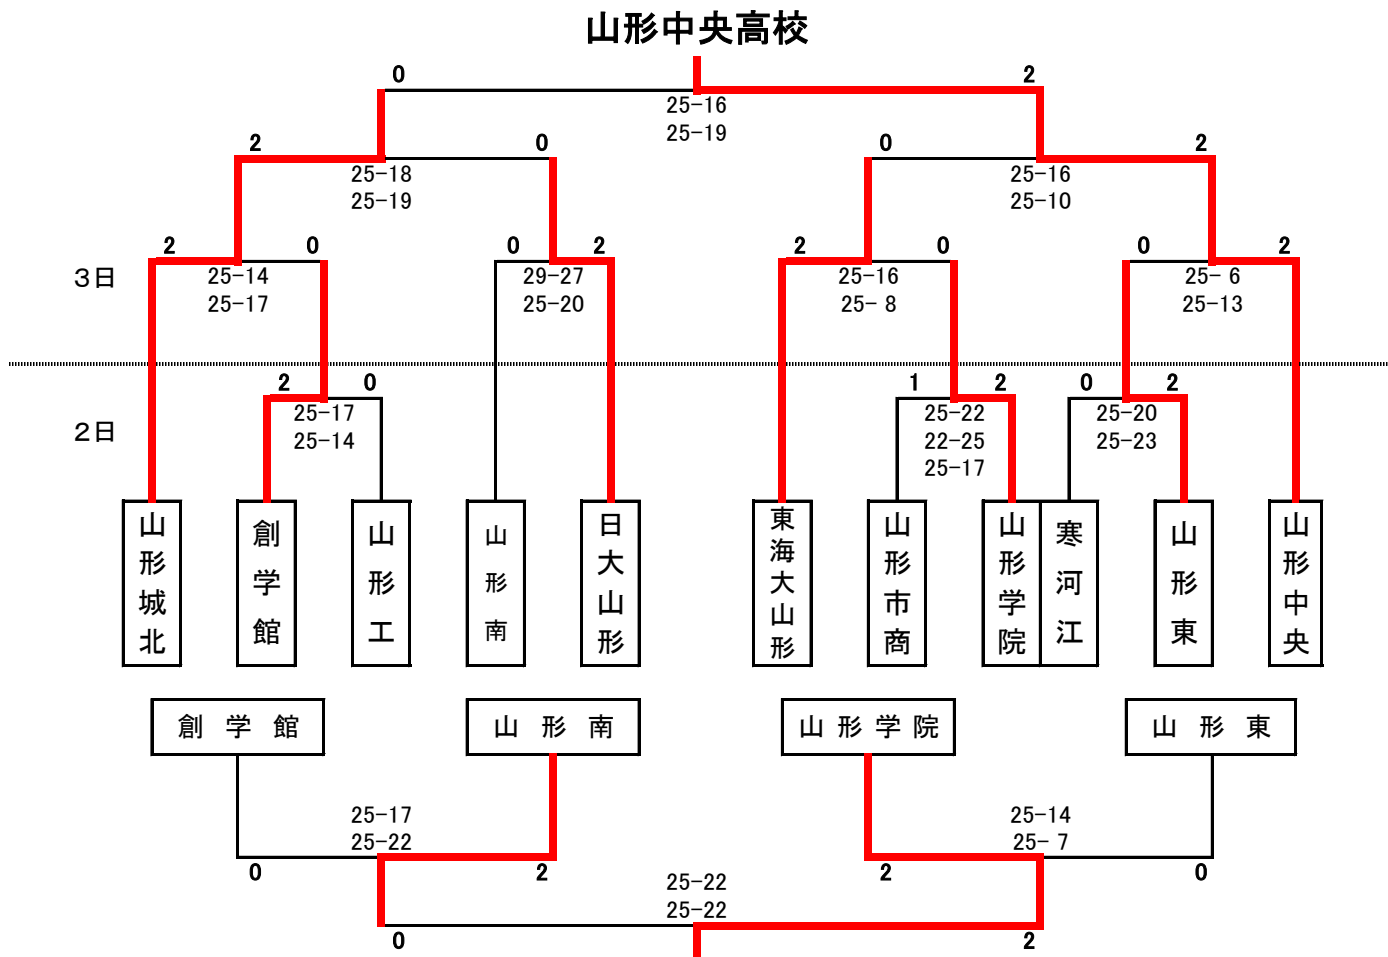 山形中央高校
0 2
25-16
25-19
2 0 0 2
25-18 25-16
25-19 25-10
2 0 0 2 2 0 0 2
3日 25-14 29-27 25-16 25- 6
25-17 25-20 25- 8 25-13
2 0 1 2 0 2
2日 25-17 25-22 25-20
25-14 22-25 25-23
25-17
山形城北
創学館
山形工
山形南
日大山形
東海大山形
山形市商
山形学院
寒河江
山形東
山形中央
創学館 山形南 山形学院 山形東
25-17 25-14
25-22 25- 7
0 2 2 0
25-22
25-22
0 2